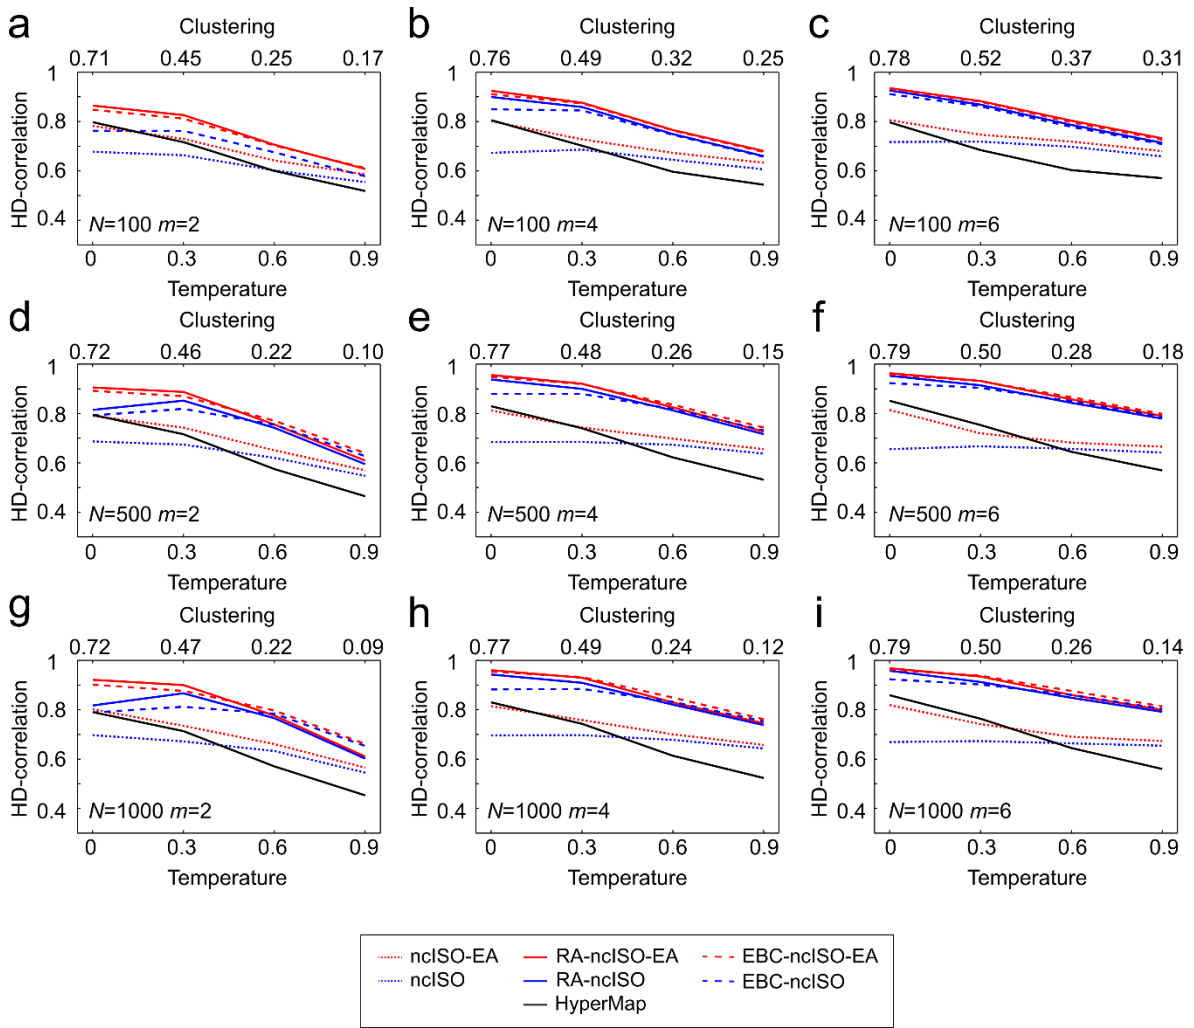 a
Clustering
0.71 0.45 0.25 0.17
HD-correlation
1
0.8
0.6
0.4
N=100 m=2
0 0.3 0.6 0.9
Temperature
b
Clustering
0.76 0.49 0.32 0.25
HD-correlation
1
0.8
0.6
0.4
N=100 m=4
0 0.3 0.6 0.9
Temperature
c
Clustering
0.78 0.52 0.37 0.31
HD-correlation
1
0.8
0.6
0.4
N=100 m=6
0 0.3 0.6 0.9
Temperature
d
Clustering
0.72 0.46 0.22 0.10
HD-correlation
1
0.8
0.6
0.4
N=500 m=2
0 0.3 0.6 0.9
Temperature
e
Clustering
0.77 0.48 0.26 0.15
HD-correlation
1
0.8
0.6
0.4
N=500 m=4
0 0.3 0.6 0.9
Temperature
f
Clustering
0.79 0.50 0.28 0.18
HD-correlation
1
0.8
0.6
0.4
N=500 m=6
0 0.3 0.6 0.9
Temperature
g
Clustering
0.72 0.47 0.22 0.09
HD-correlation
1
0.8
0.6
0.4
N=1000 m=2
0 0.3 0.6 0.9
Temperature
h
Clustering
0.77 0.49 0.24 0.12
HD-correlation
1
0.8
0.6
0.4
N=1000 m=4
0 0.3 0.6 0.9
Temperature
i
Clustering
0.79 0.50 0.26 0.14
HD-correlation
1
0.8
0.6
0.4
N=1000 m=6
0 0.3 0.6 0.9
Temperature
ncISO-EA RA-ncISO-EA EBC-ncISO-EA
ncISO RA-ncISO EBC-ncISO
HyperMap